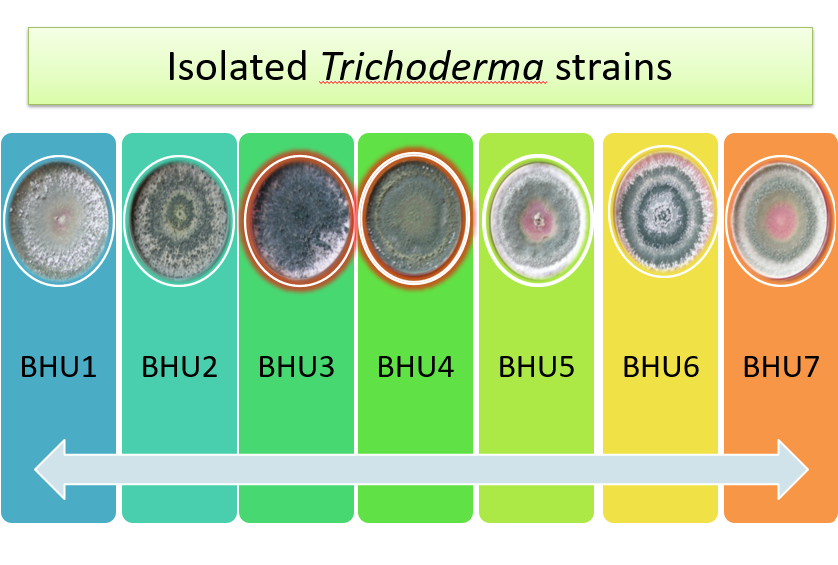 Isolated Trichoderma strains
BHU1 BHU2 BHU3 BHU4 BHU5 BHU6 BHU7